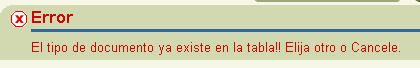 Error
El tipo de documento ya existe en la tabla!! Elija otro o Cancele.